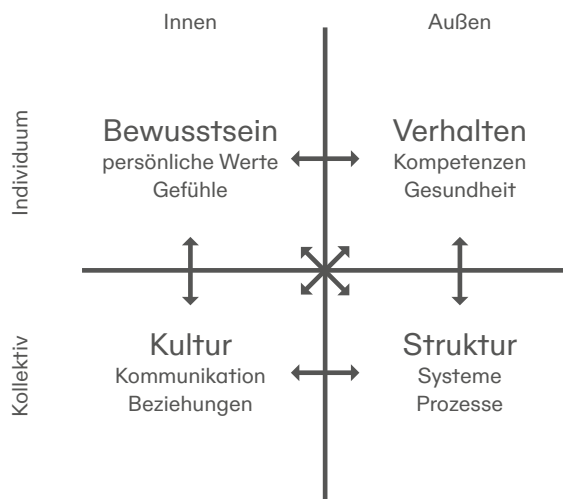 Innen
Außen
Individuum
Bewusstsein
persönliche Werte
Gefühle
Verhalten
Kompetenzen
Gesundheit
Kollektiv
Kultur
Kommunikation
Beziehungen
Struktur
Systeme
Prozesse